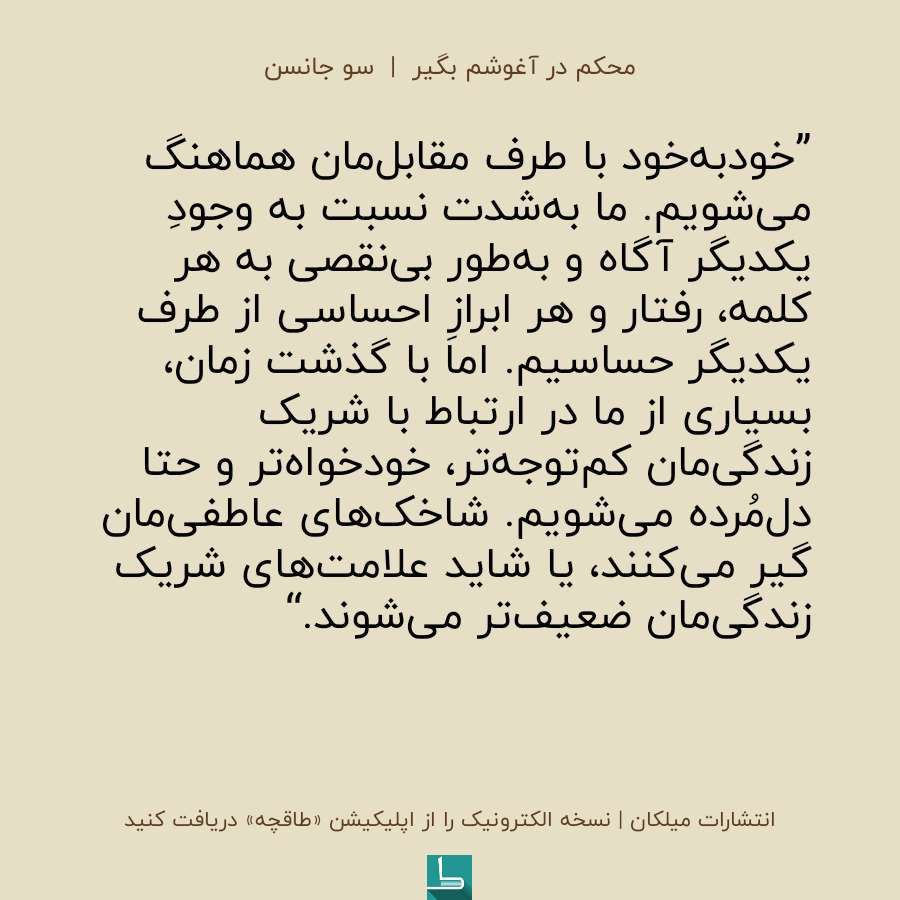 محکم در آغوشم بگیر | سو جانسن
”خودبه‌خود با طرف مقابل‌مان هماهنگ
می‌شویم. ما به‌شدت نسبت به وجودِ
یکدیگر آگاه و به‌طور بی‌نقصی به هر
کلمه، رفتار و هر ابرازِ احساسی از طرف
یکدیگر حساسیم. اما با گذشت زمان،
بسیاری از ما در ارتباط با شریک
زندگی‌مان کم‌توجه‌تر، خودخواه‌تر و حتا
دل‌مُرده می‌شویم. شاخک‌های عاطفی‌مان
گیر می‌کنند، یا شاید علامت‌های شریک
زندگی‌مان ضعیف‌تر می‌شوند.“
انتشارات میلکان | نسخه الکترونیک را از اپلیکیشن «طاقچه» دریافت کنید